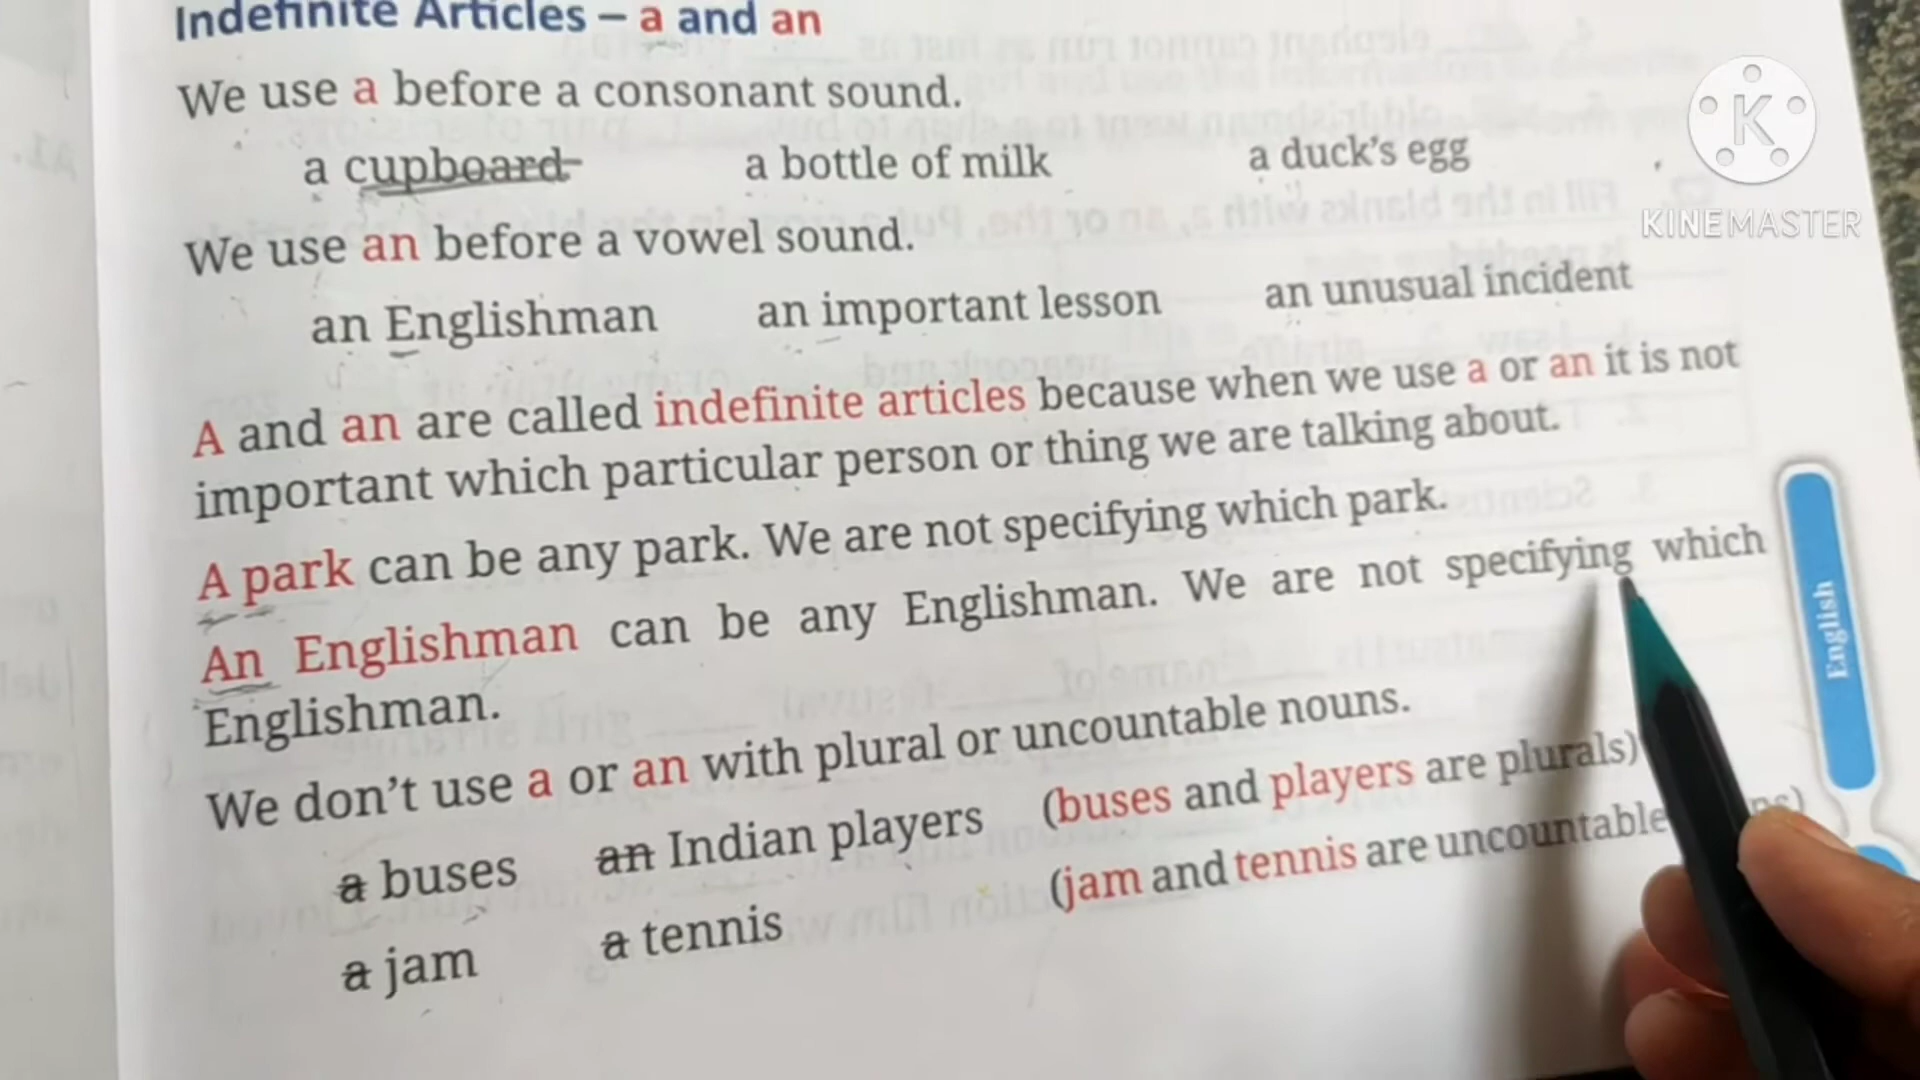 Indefinite Articles – a and an
We use a before a consonant sound.
a cupboard a bottle of milk a duck's egg
We use an before a vowel sound.
an Englishman an important lesson an unusual incident
A and an are called indefinite articles because when we use a or an it is not
important which particular person or thing we are talking about.
A park can be any park. We are not specifying which park.
An Englishman can be any Englishman. We are not specifying which
Englishman.
We don't use a or an with plural or uncountable nouns.
a buses an Indian players (buses and players are plurals)
a jam a tennis (jam and tennis are uncountable
English
K
KINEMASTER